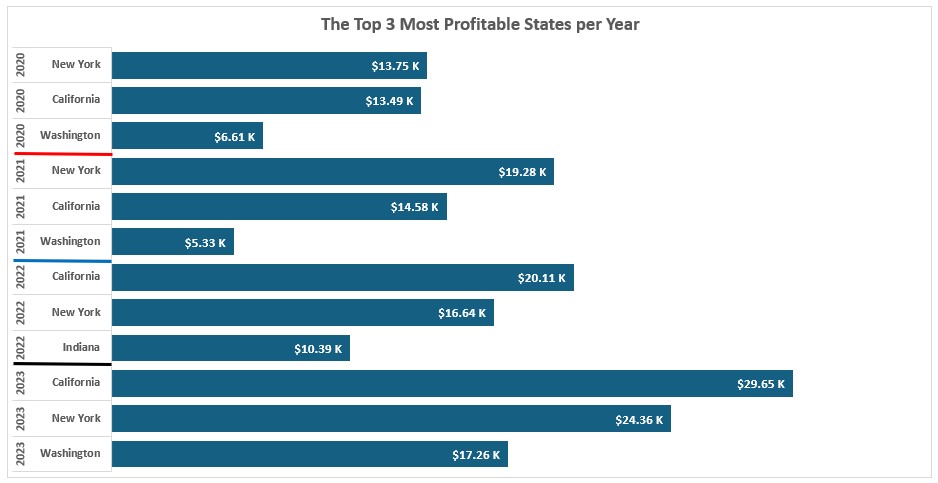 The Top 3 Most Profitable States per Year
2020 New York $13.75 K
2020 California $13.49 K
2020 Washington $6.61 K
2021 New York $19.28 K
2021 California $14.58 K
2021 Washington $5.33 K
2022 California $20.11 K
2022 New York $16.64 K
2022 Indiana $10.39 K
2023 California $29.65 K
2023 New York $24.36 K
2023 Washington $17.26 K